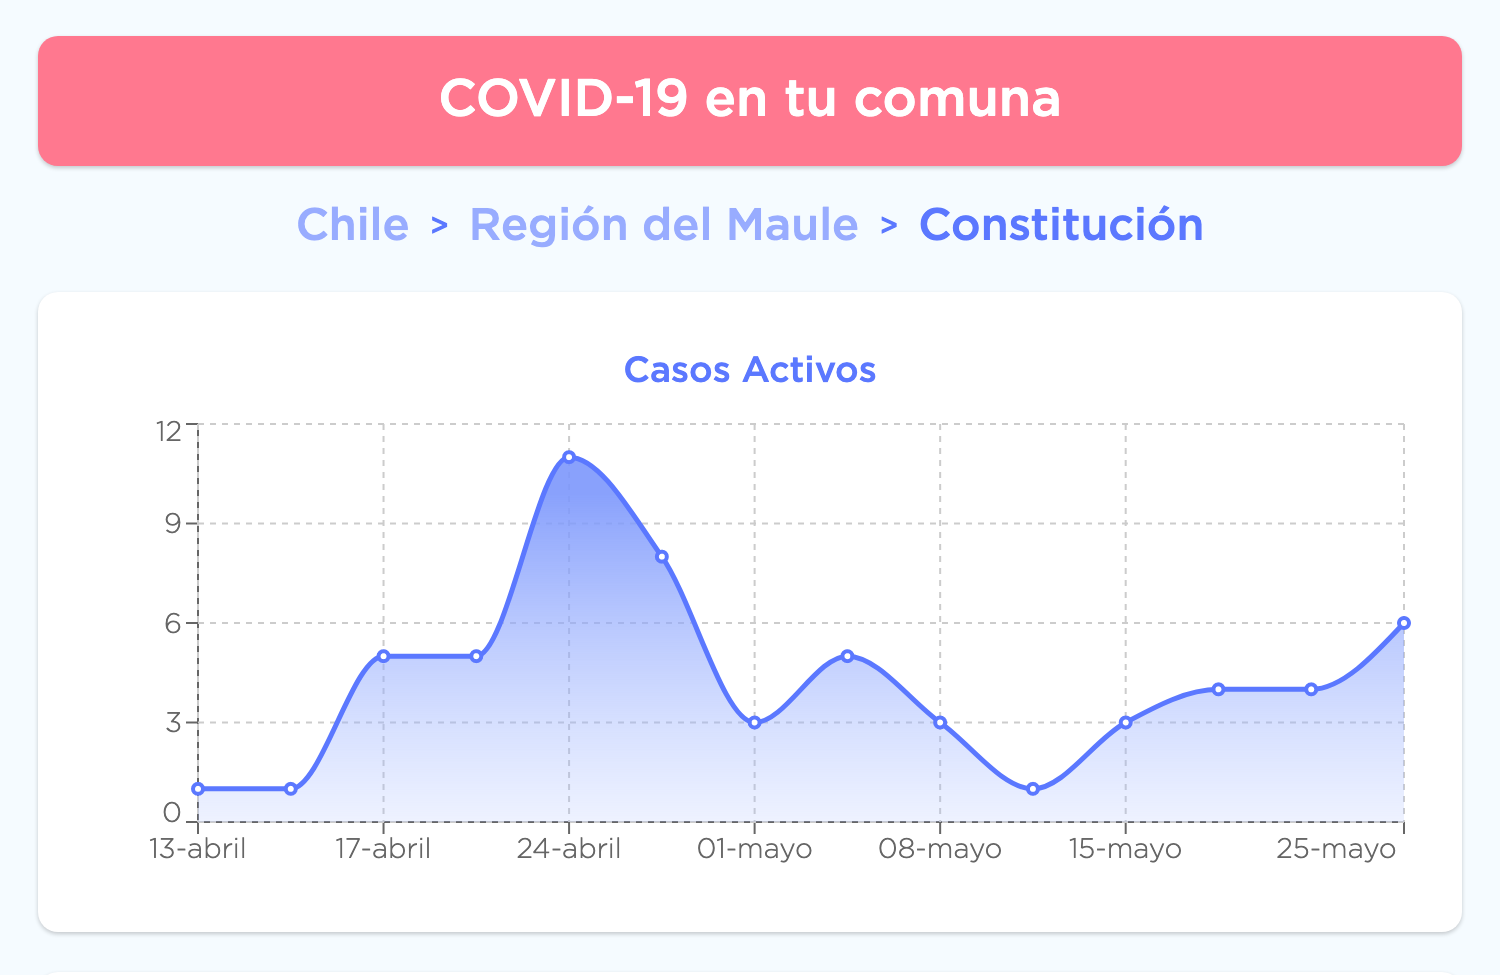 COVID-19 en tu comuna
Chile > Región del Maule > Constitución
Casos Activos
12
9
6
3
0
13-abril 17-abril 24-abril 01-mayo 08-mayo 15-mayo 25-mayo